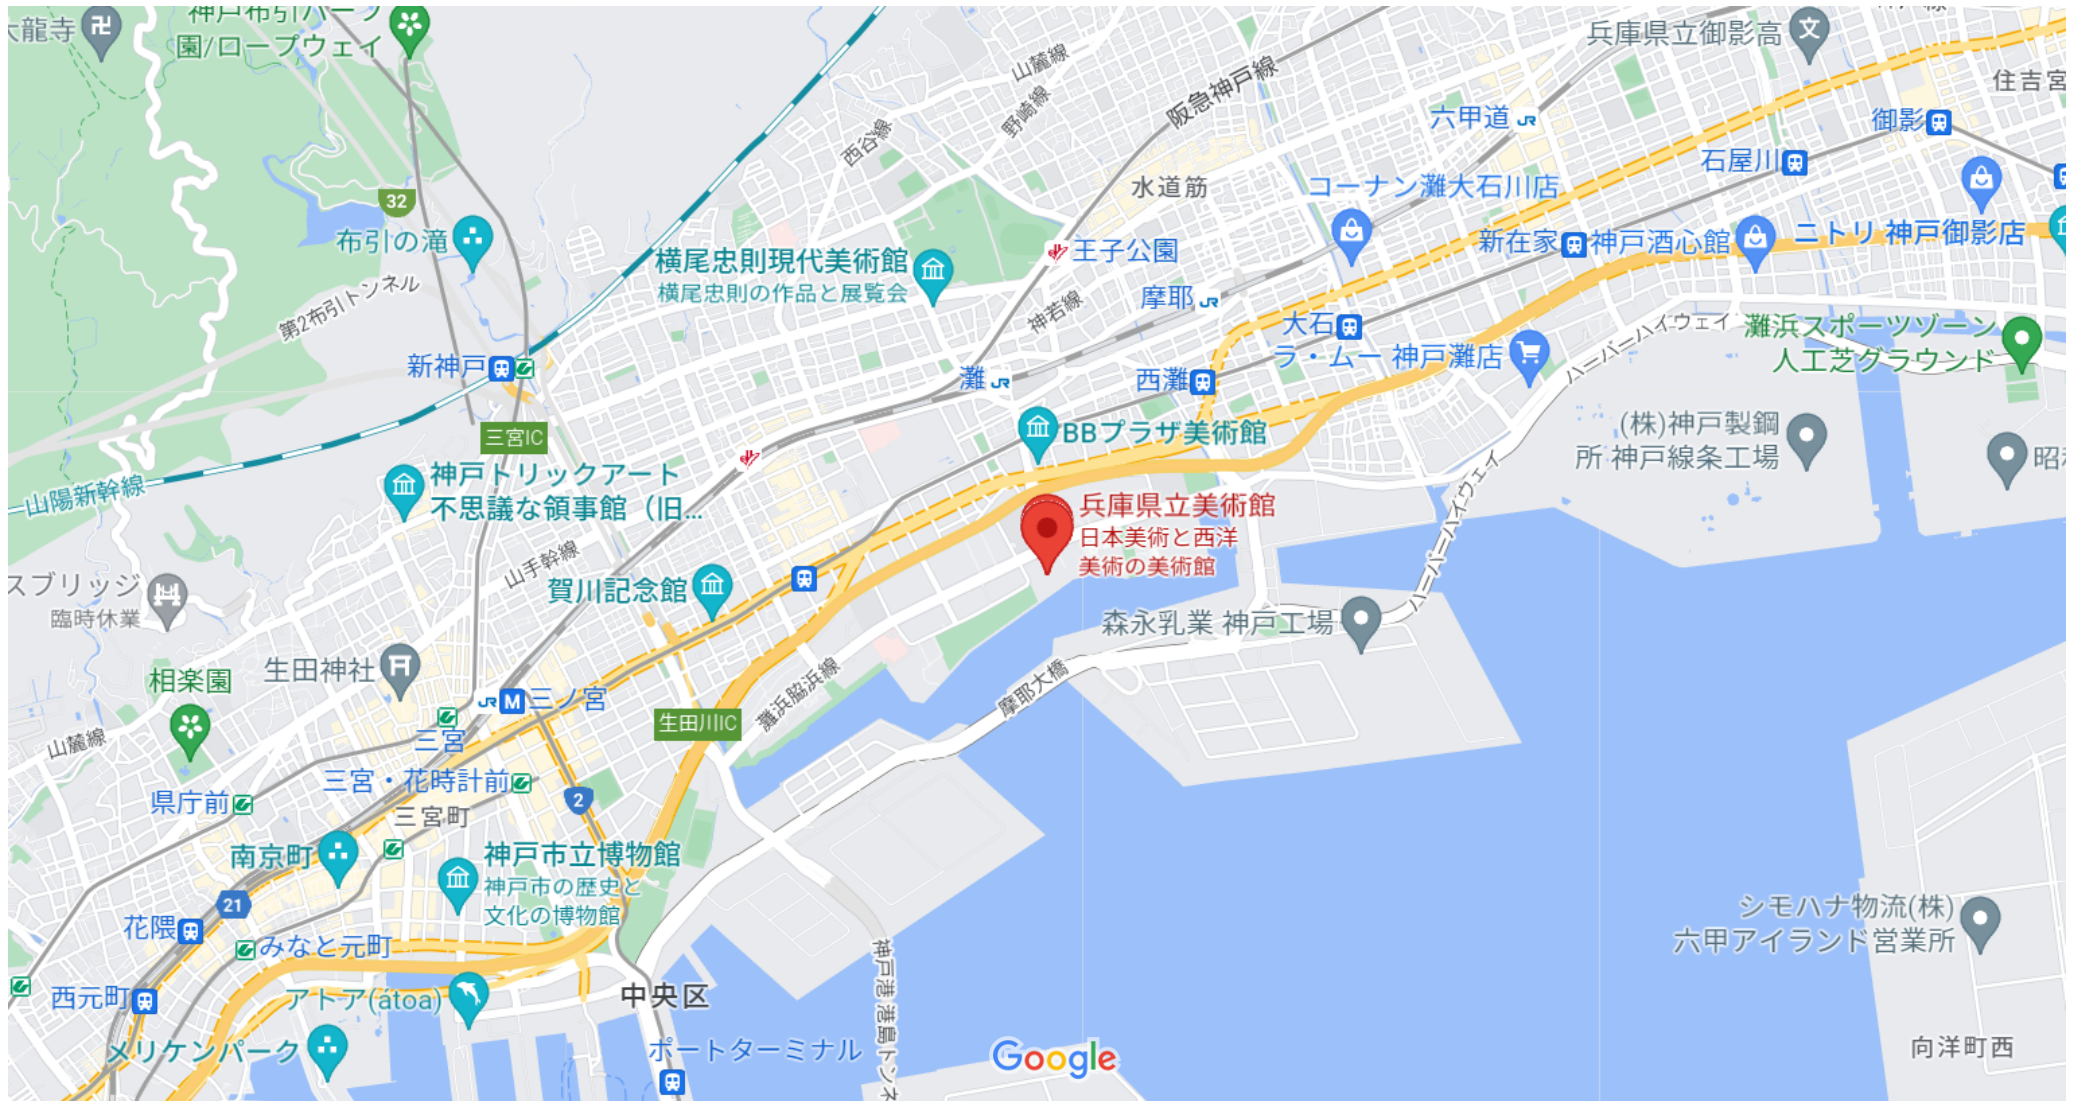 大龍寺
神戸布引ハーブ
園/ロープウェイ
兵庫県立御影高
住吉宮
山麓線
野崎線
阪急神戸線
西谷線
六甲道
御影
石屋川
水道筋
コーナン灘大石川店
32
布引の滝
横尾忠則現代美術館
横尾忠則の作品と展覧会
王子公園
新在家
神戸酒心館
ニトリ 神戸御影店
第2布引トンネル
摩耶
神若線
大石
ハーバーハイウェイ
灘浜スポーツゾーン
人工芝グラウンド
ラ・ムー 神戸灘店
新神戸
灘
西灘
三宮IC
BBプラザ美術館
(株)神戸製鋼
所 神戸線条工場
昭和
山陽新幹線
神戸トリックアート
不思議な領事館（旧...
ハーバーハイウェイ
兵庫県立美術館
日本美術と西洋
美術の美術館
山手幹線
賀川記念館
スブリッジ
臨時休業
森永乳業 神戸工場
生田神社
相楽園
三ノ宮
M
生田川IC
灘浜脇浜線
摩耶大橋
山麓線
三宮
三宮・花時計前
県庁前
2
三宮町
南京町
神戸市立博物館
神戸市の歴史と
文化の博物館
21
花隈
みなと元町
シモハナ物流(株)
六甲アイランド営業所
西元町
アトア(átoa)
中央区
神戸港港島トンネ
メリケンパーク
ポートターミナル
Google
向洋町西